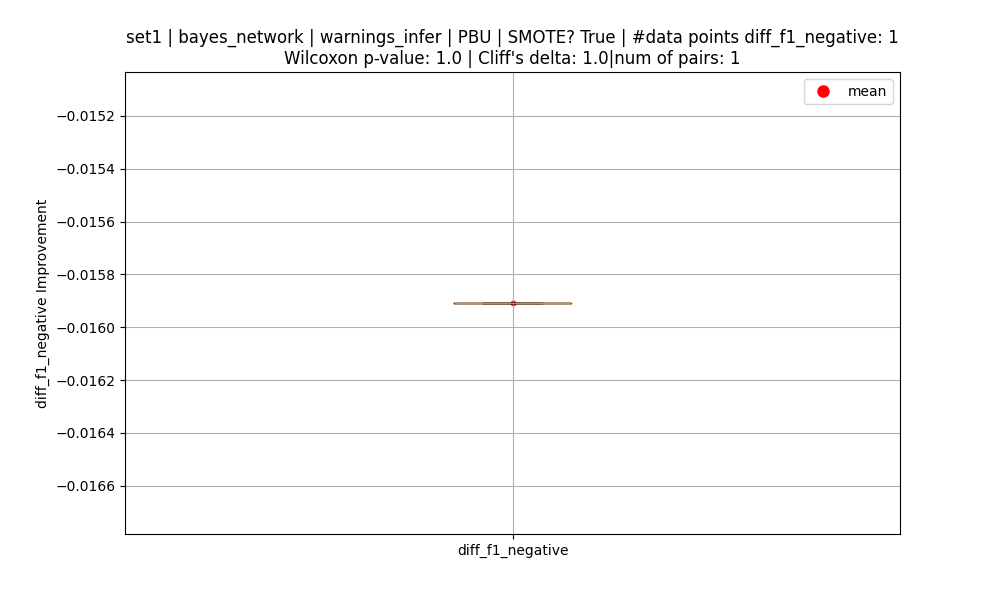 set1 | bayes_network | warnings_infer | PBU | SMOTE? True | #data points diff_f1_negative: 1
Wilcoxon p-value: 1.0 | Cliff's delta: 1.0|num of pairs: 1
mean
−0.0152
−0.0154
−0.0156
−0.0158
−0.0160
−0.0162
−0.0164
−0.0166
diff_f1_negative Improvement
diff_f1_negative